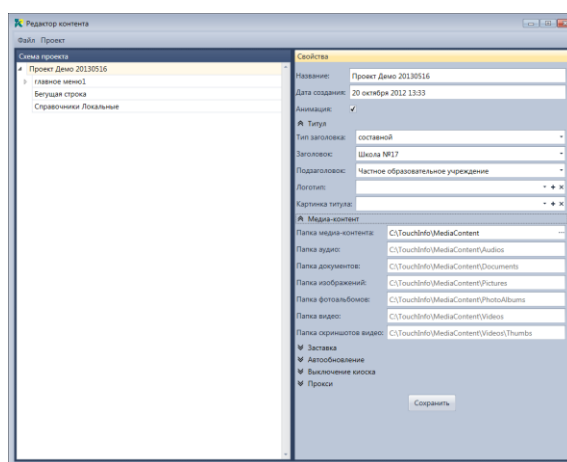 Редактор контента
Файл Проект
Схема проекта
Проект Демо 20130516
главное меню1
Бегущая строка
Справочники Локальные
Свойства
Название: Проект Демо 20130516
Дата создания: 20 октября 2012 13:33
Анимация:
Титул
Тип заголовка: составной
Заголовок: Школа №17
Подзаголовок: Частное образовательное учреждение
Логотип:
Картинка титула:
Медиа-контент
Папка медиа-контента: C:\TouchInfo\MediaContent
Папка аудио: C:\TouchInfo\MediaContent\Audios
Папка документов: C:\TouchInfo\MediaContent\Documents
Папка изображений: C:\TouchInfo\MediaContent\Pictures
Папка фотоальбомов: C:\TouchInfo\MediaContent\PhotoAlbums
Папка видео: C:\TouchInfo\MediaContent\Videos
Папка скриншотов видео: C:\TouchInfo\MediaContent\Videos\Thumbs
Заставка
Автообновление
Выключение киоска
Прокси
Сохранить